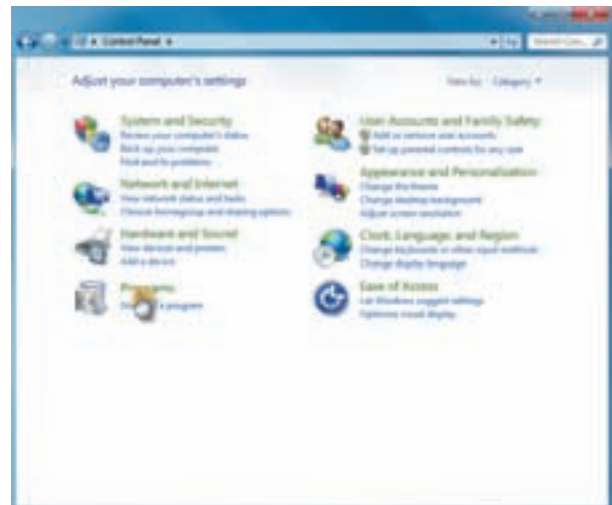 Control Panel
Search Con...
Adjust your computer's settings
View by: Category
System and Security
Review your computer's status
Back up your computer
Find and fix problems
Network and Internet
View network status and tasks
Choose homegroup and sharing options
Hardware and Sound
View devices and printers
Add a device
Programs
a program
User Accounts and Family Safety
Add or remove user accounts
Set up parental controls for any user
Appearance and Personalization
Change the theme
Change desktop background
Adjust screen resolution
Clock, Language, and Region
Change keyboards or other input methods
Change display language
Ease of Access
Let Windows suggest settings
Optimize visual display